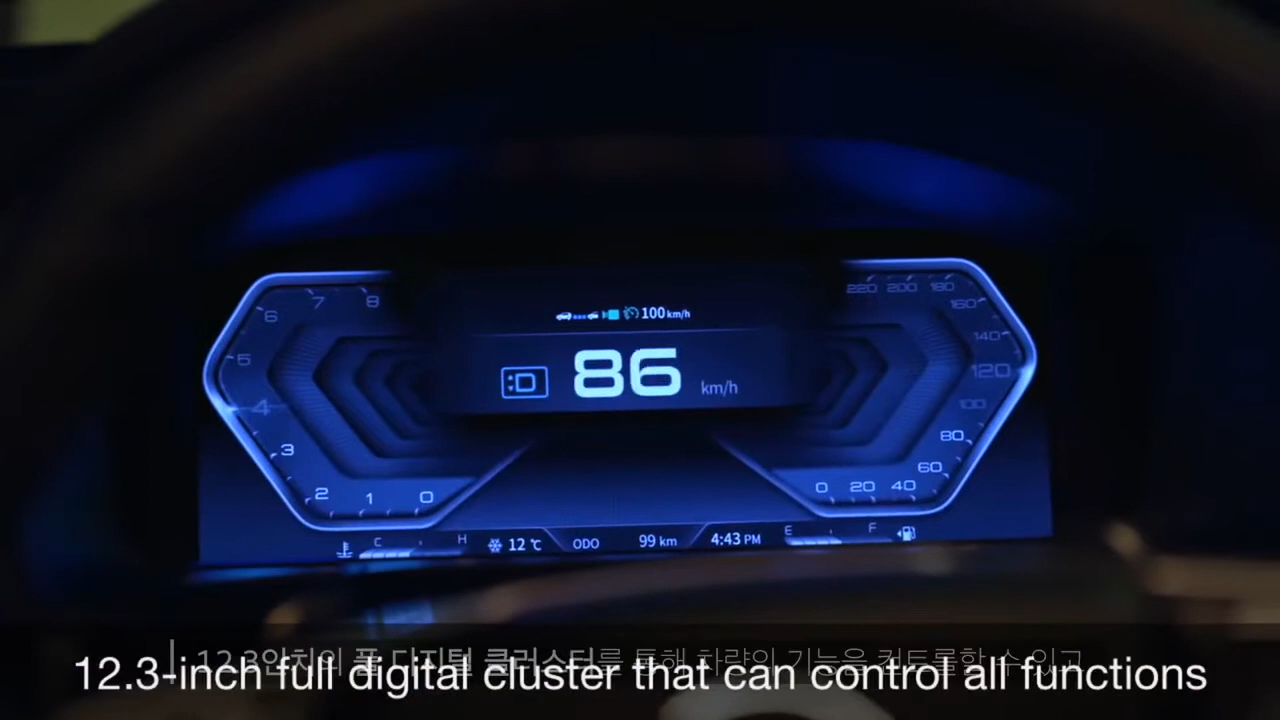 7 8 220 200 180
6 160
100 km/h
5 140
86 km/h
D 120
4 100
3 80
2 1 0 0 20 40 60
C H 12 ℃ ODO 99 km 4:43 PM E F
12.3인치의 풀 디지털 클러스터를 통해 차량의 기능을 컨트롤할 수 있고
12.3-inch full digital cluster that can control all functions